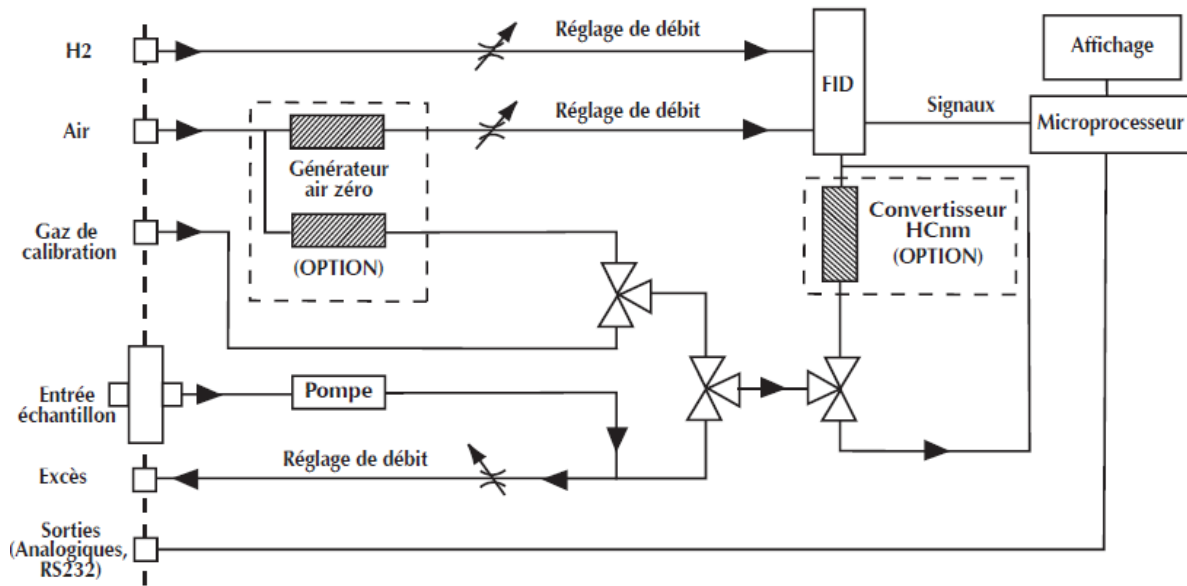 H2
Réglage de débit
FID
Affichage
Air
Réglage de débit
Signaux
Microprocesseur
Générateur
air zéro
Gaz de
calibration
(OPTION)
Convertisseur
HCnm
(OPTION)
Entrée
échantillon
Pompe
Excès
Réglage de débit
Sorties
(Analogiques,
RS232)